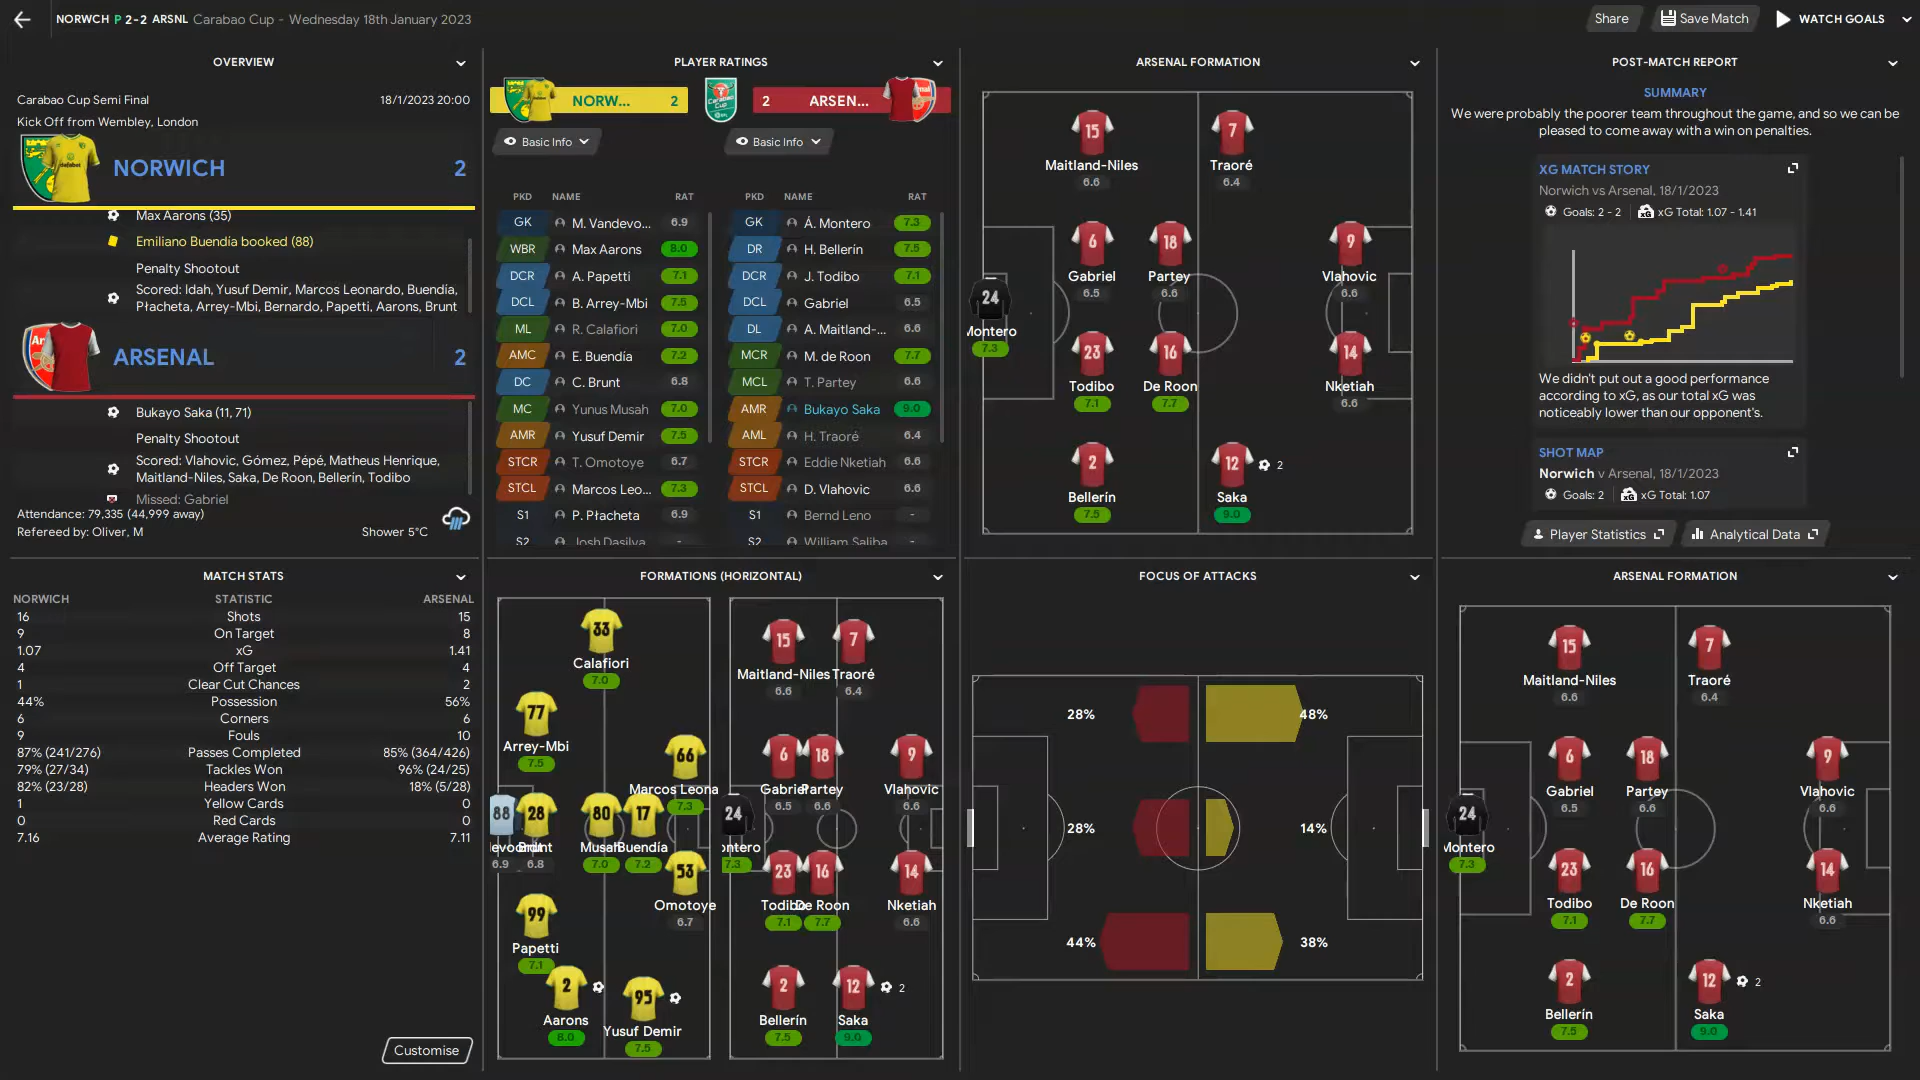 NORWCH P 2-2 ARSNL Carabao Cup - Wednesday 18th January 2023
Share
Save Match
WATCH GOALS
OVERVIEW
Carabao Cup Semi Final 18/1/2023 20:00
Kick Off from Wembley, London
NORWICH 2
Max Aarons (35)
Emiliano Buendía booked (88)
Penalty Shootout
Scored: Idah, Yusuf Demir, Marcos Leonardo, Buendía,
Płacheta, Arrey-Mbi, Bernardo, Papetti, Aarons, Brunt
ARSENAL 2
Bukayo Saka (11, 71)
Penalty Shootout
Scored: Vlahovic, Gómez, Pépé, Matheus Henrique,
Maitland-Niles, Saka, De Roon, Bellerín, Todibo
Missed: Gabriel
Attendance: 79,335 (44,999 away)
Refereed by: Oliver, M Shower 5°C
PLAYER RATINGS
NORW... 2
2 ARSEN...
Basic Info
Basic Info
PKD NAME RAT
GK M. Vandevo... 6.9
WBR Max Aarons 8.0
DCR A. Papetti 7.1
DCL B. Arrey-Mbi 7.5
ML R. Calafiori 7.0
AMC E. Buendía 7.2
DC C. Brunt 6.8
MC Yunus Musah 7.0
AMR Yusuf Demir 7.5
STCR T. Omotoye 6.7
STCL Marcos Leo... 7.3
S1 P. Płacheta 6.9
S2 Josh Dasilva -
PKD NAME RAT
GK Á. Montero 7.3
DR H. Bellerín 7.5
DCR J. Todibo 7.1
DCL Gabriel 6.5
DL A. Maitland-... 6.6
MCR M. de Roon 7.7
MCL T. Partey 6.6
AMR Bukayo Saka 9.0
AML H. Traoré 6.4
STCR Eddie Nketiah 6.6
STCL D. Vlahovic 6.6
S1 Bernd Leno -
S2 William Saliba -
ARSENAL FORMATION
15 7
Maitland-Niles Traoré
6.6 6.4
6 18 9
Gabriel Partey Vlahovic
6.5 6.6 6.6
24
Montero
7.3
23 16 14
Todibo De Roon Nketiah
7.1 7.7 6.6
2 12 2
Bellerín Saka
7.5 9.0
POST-MATCH REPORT
SUMMARY
We were probably the poorer team throughout the game, and so we can be
pleased to come away with a win on penalties.
XG MATCH STORY
Norwich vs Arsenal, 18/1/2023
Goals: 2 - 2 xG Total: 1.07 - 1.41
We didn't put out a good performance
according to xG, as our total xG was
noticeably lower than our opponent's.
SHOT MAP
Norwich v Arsenal, 18/1/2023
Goals: 2 xG Total: 1.07
Player Statistics
Analytical Data
MATCH STATS
NORWICH STATISTIC ARSENAL
16 Shots 15
9 On Target 8
1.07 xG 1.41
4 Off Target 4
1 Clear Cut Chances 2
44% Possession 56%
6 Corners 6
9 Fouls 10
87% (241/276) Passes Completed 85% (364/426)
79% (27/34) Tackles Won 96% (24/25)
82% (23/28) Headers Won 18% (5/28)
1 Yellow Cards 0
0 Red Cards 0
7.16 Average Rating 7.11
Customise
FORMATIONS (HORIZONTAL)
33
Calafiori
7.0
77
Arrey-Mbi
7.5
66
Marcos Leona
7.3
88 28 80 17
Musah Buendía
6.9 6.8 7.0 7.2
53
Omotoye
6.7
99
Papetti
7.1
2
Aarons
8.0
95
Yusuf Demir
7.5
15 7
Maitland-Niles Traoré
6.6 6.4
6 18 9
Gabriel Partey Vlahovic
6.5 6.6 6.6
24
ontero
7.3
23 16 14
Todibo De Roon Nketiah
7.1 7.7 6.6
2 12 2
Bellerín Saka
7.5 9.0
FOCUS OF ATTACKS
28% 48%
28% 14%
44% 38%
ARSENAL FORMATION
15 7
Maitland-Niles Traoré
6.6 6.4
6 18 9
Gabriel Partey Vlahovic
6.5 6.6 6.6
24
Montero
7.3
23 16 14
Todibo De Roon Nketiah
7.1 7.7 6.6
2 12 2
Bellerín Saka
7.5 9.0